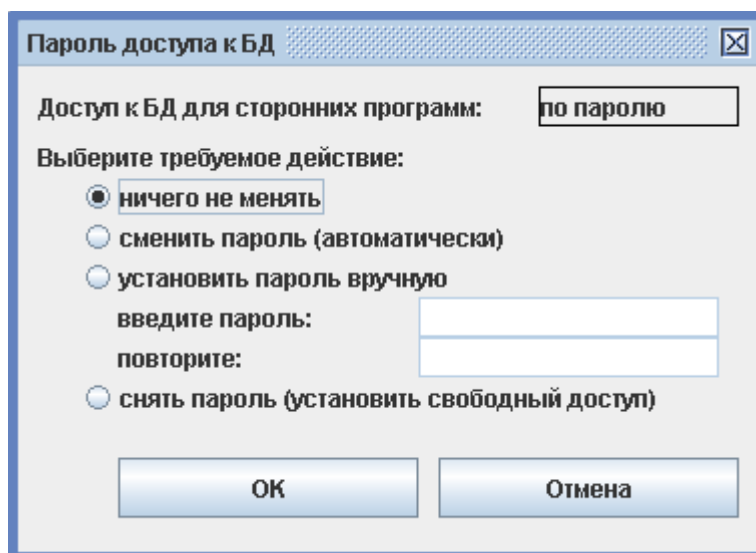 Пароль доступа к БД
Доступ к БД для сторонних программ: по паролю
Выберите требуемое действие:
ничего не менять
сменить пароль (автоматически)
установить пароль вручную
введите пароль:
повторите:
снять пароль (установить свободный доступ)
ОК Отмена